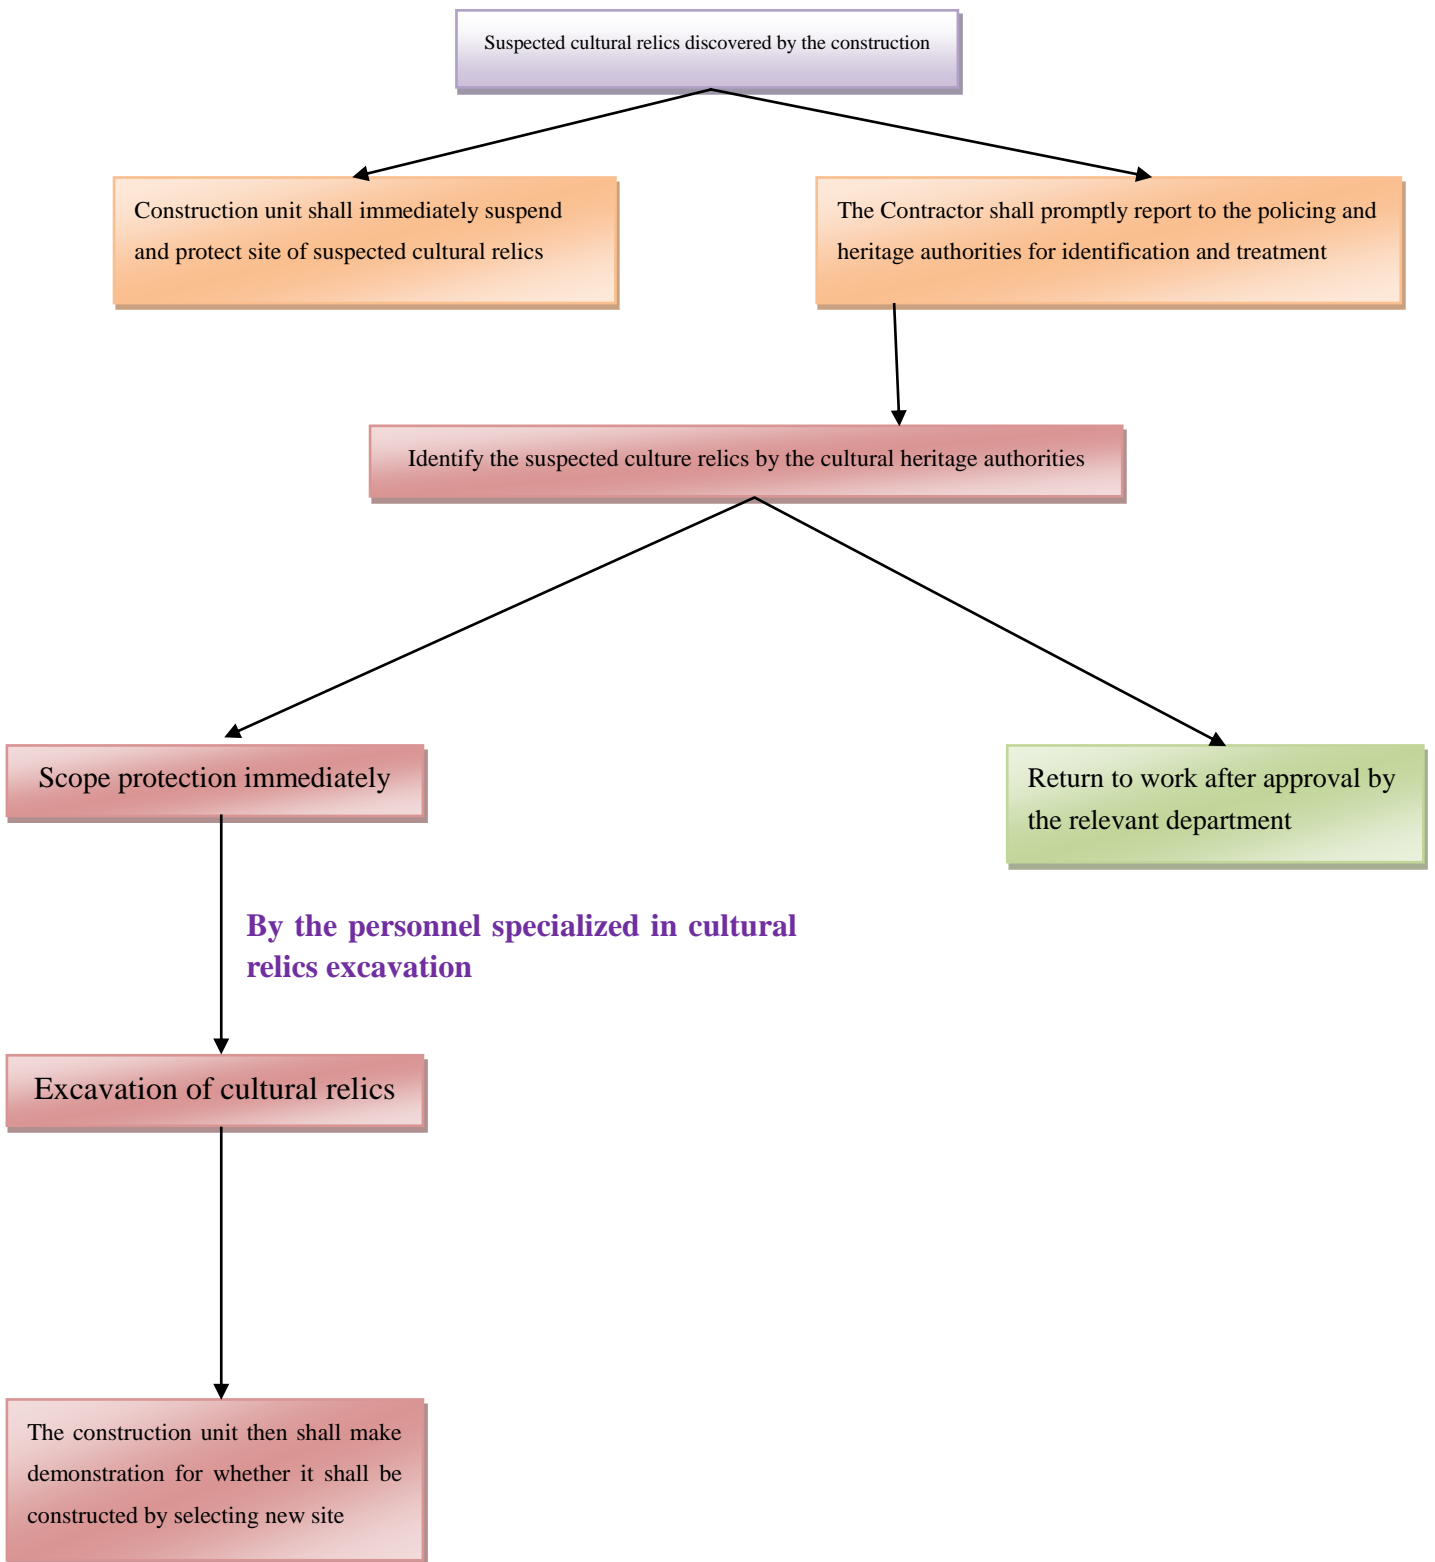 Suspected cultural relics discovered by the construction
Construction unit shall immediately suspend
and protect site of suspected cultural relics
The Contractor shall promptly report to the policing and
heritage authorities for identification and treatment
Identify the suspected culture relics by the cultural heritage authorities
Scope protection immediately
Return to work after approval by
the relevant department
By the personnel specialized in cultural
relics excavation
Excavation of cultural relics
The construction unit then shall make
demonstration for whether it shall be
constructed by selecting new site